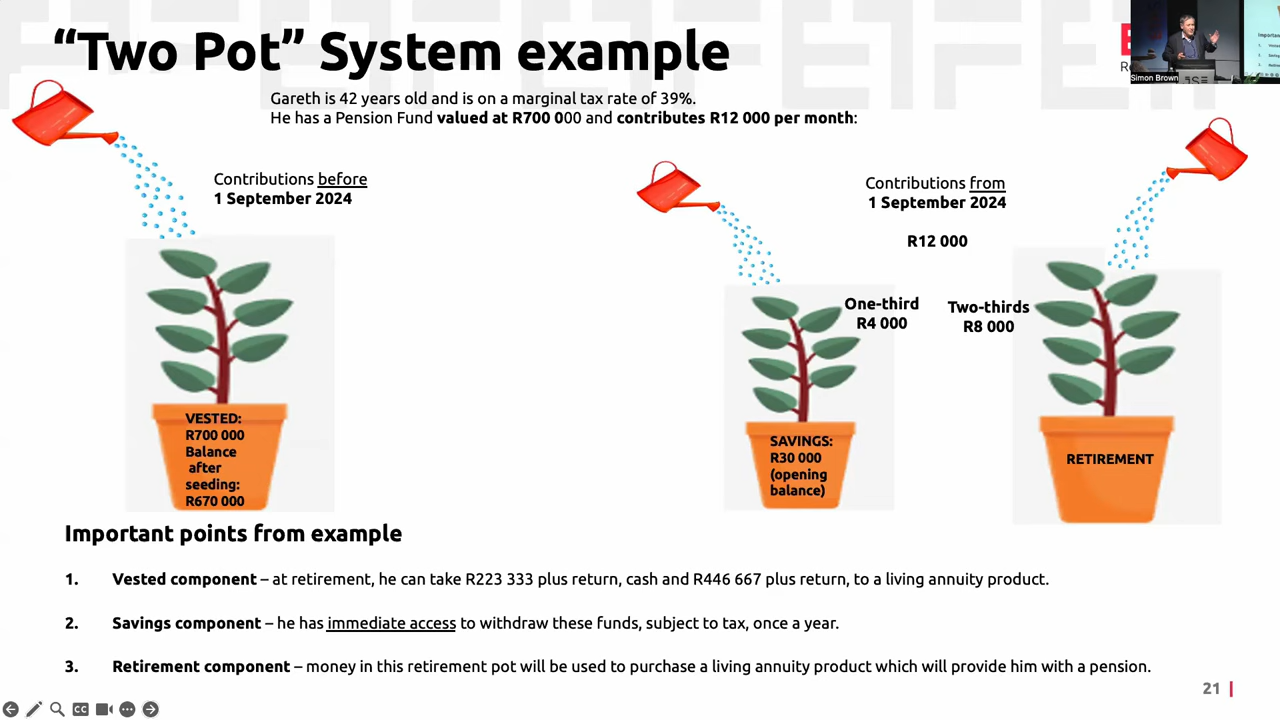 “Two Pot” System example
Gareth is 42 years old and is on a marginal tax rate of 39%.
He has a Pension Fund valued at R700 000 and contributes R12 000 per month:
Simon Brown
Contributions before
1 September 2024
Contributions from
1 September 2024
R12 000
One-third
R4 000
Two-thirds
R8 000
VESTED:
R700 000
Balance
after
seeding:
R670 000
SAVINGS:
R30 000
(opening
balance)
RETIREMENT
Important points from example
1. Vested component – at retirement, he can take R223 333 plus return, cash and R446 667 plus return, to a living annuity product.
2. Savings component – he has immediate access to withdraw these funds, subject to tax, once a year.
3. Retirement component – money in this retirement pot will be used to purchase a living annuity product which will provide him with a pension.
21
CC